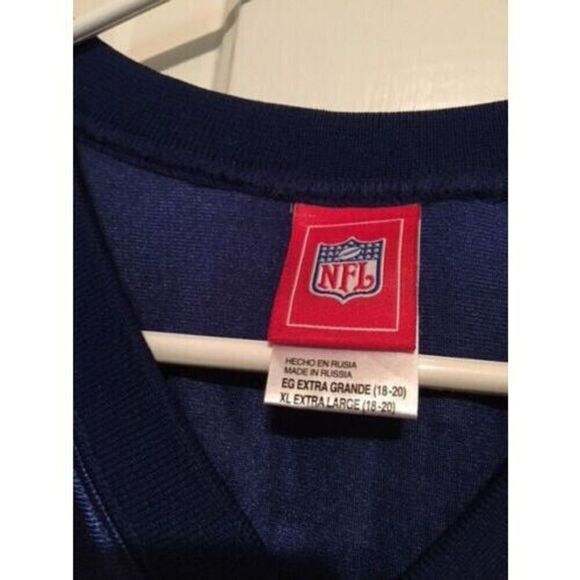 NFL
HECHO EN RUSIA
MADE IN RUSSIA
EG EXTRA GRANDE (18-20)
XL EXTRA LARGE (18-20)